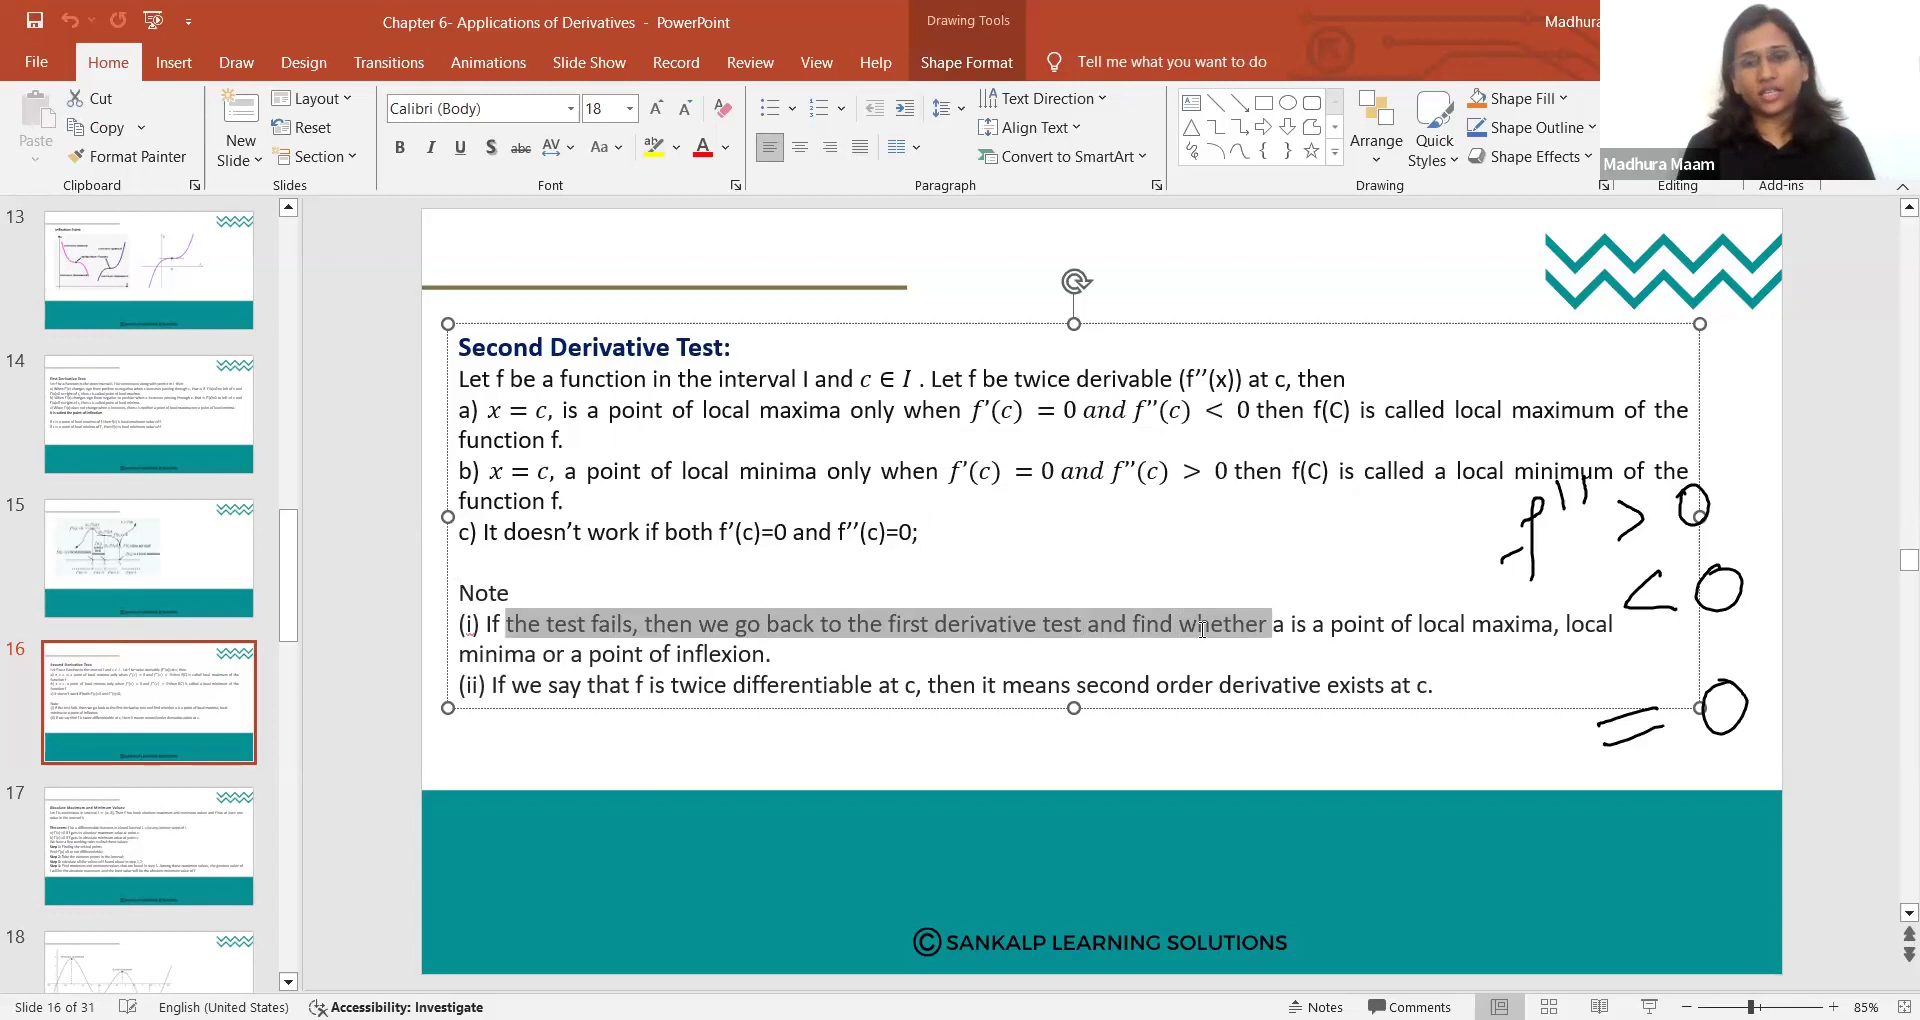 Chapter 6- Applications of Derivatives - PowerPoint
Drawing Tools
Madhura
File Home Insert Draw Design Transitions Animations Slide Show Record Review View Help Shape Format Tell me what you want to do
Paste
Cut
Copy
Format Painter
Clipboard
New Slide
Layout
Reset
Section
Slides
Calibri (Body) 18
B I U S abc AV Aa A
Font
Text Direction
Align Text
Convert to SmartArt
Paragraph
Arrange
Quick Styles
Shape Fill
Shape Outline
Shape Effects
Drawing
Editing
Add-ins
Madhura Maam
13
14
15
16
17
18
Second Derivative Test:
Let f be a function in the interval I and c ∈ I . Let f be twice derivable (f’’(x)) at c, then
a) x = c, is a point of local maxima only when f’(c) = 0 and f’’(c) < 0 then f(C) is called local maximum of the
function f.
b) x = c, a point of local minima only when f’(c) = 0 and f’’(c) > 0 then f(C) is called a local minimum of the
function f.
c) It doesn’t work if both f’(c)=0 and f’’(c)=0;
f'' > 0
< 0
= 0
Note
(i) If the test fails, then we go back to the first derivative test and find whether a is a point of local maxima, local
minima or a point of inflexion.
(ii) If we say that f is twice differentiable at c, then it means second order derivative exists at c.
© SANKALP LEARNING SOLUTIONS
Slide 16 of 31 English (United States) Accessibility: Investigate Notes Comments 85%